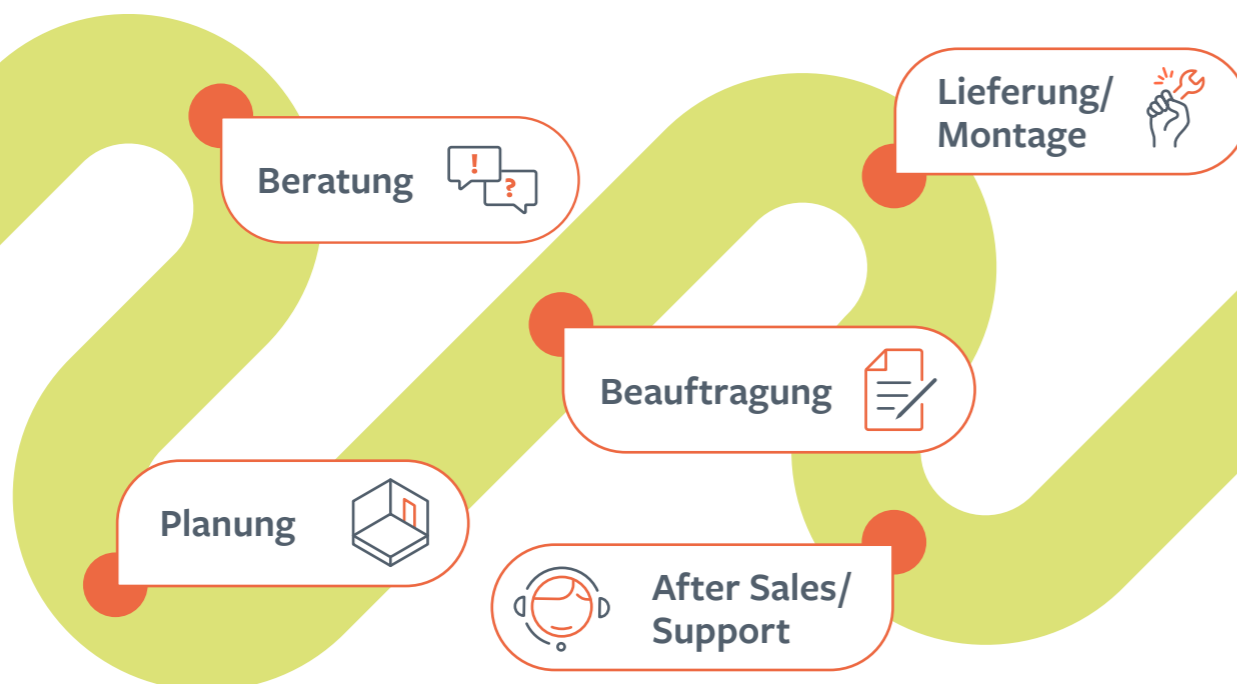 Beratung
Planung
Beauftragung
Lieferung/
Montage
After Sales/
Support